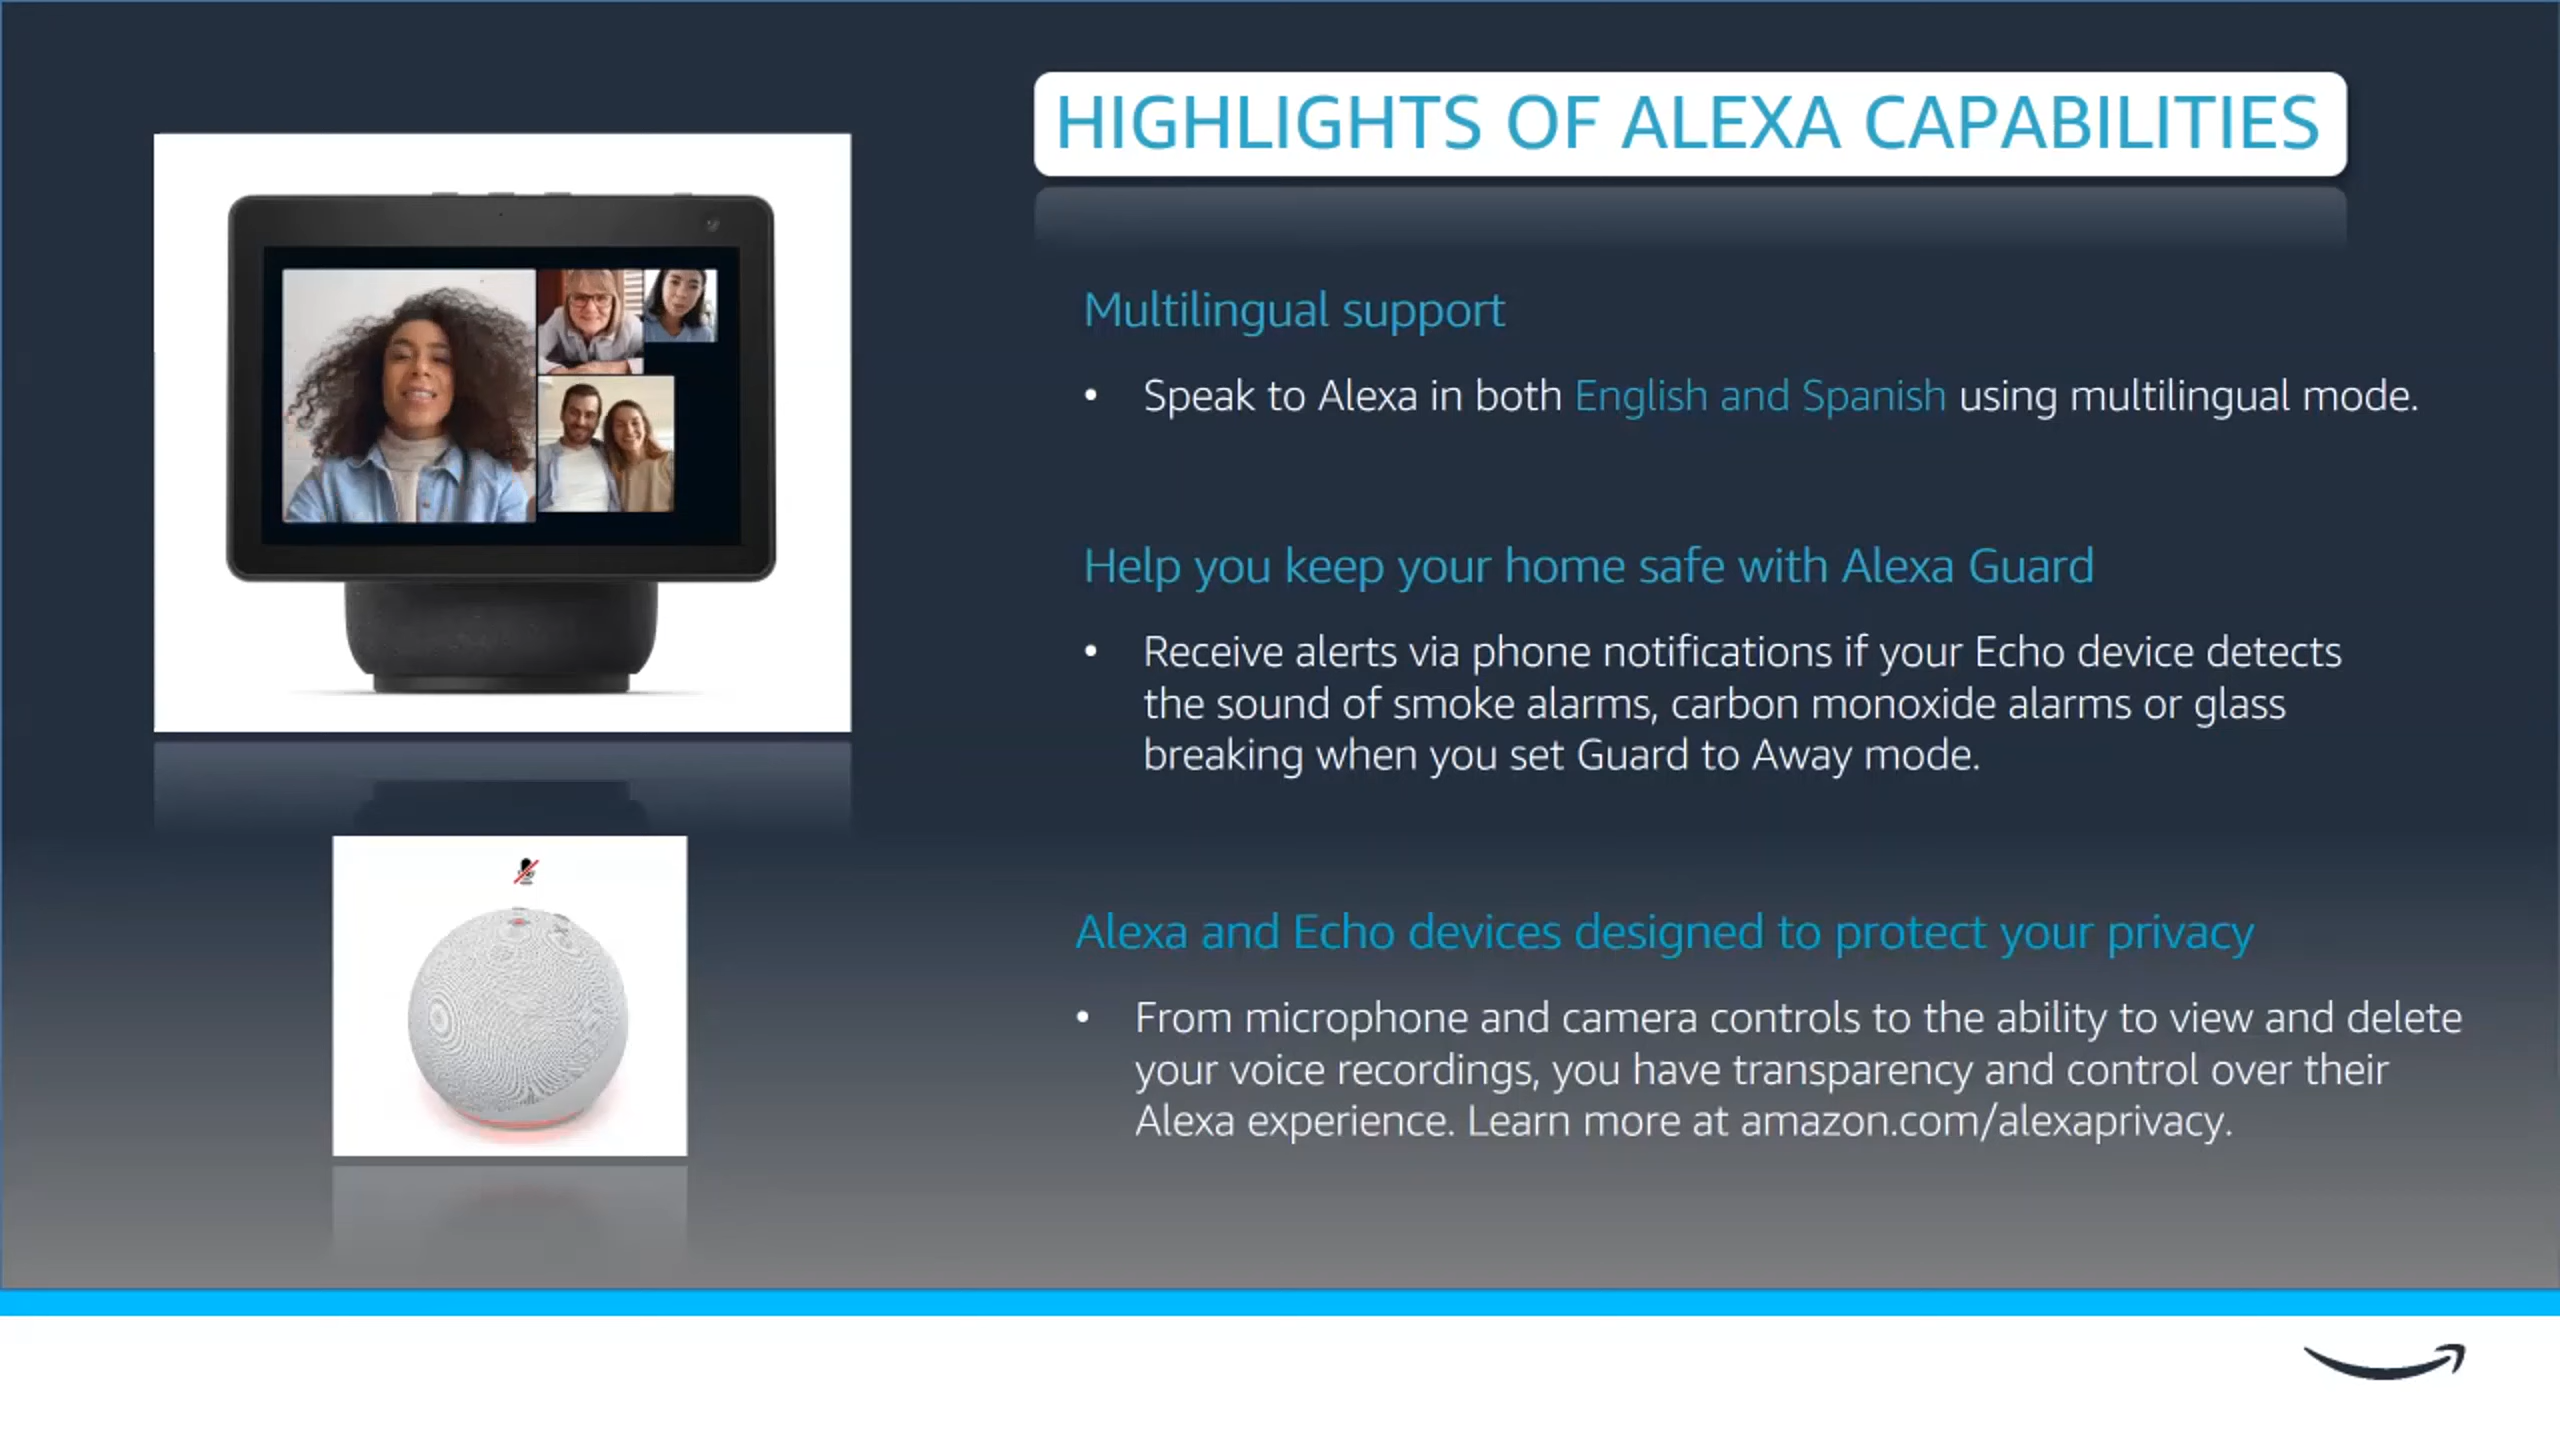 HIGHLIGHTS OF ALEXA CAPABILITIES
Multilingual support
• Speak to Alexa in both English and Spanish using multilingual mode.
Help you keep your home safe with Alexa Guard
• Receive alerts via phone notifications if your Echo device detects
the sound of smoke alarms, carbon monoxide alarms or glass
breaking when you set Guard to Away mode.
Alexa and Echo devices designed to protect your privacy
• From microphone and camera controls to the ability to view and delete
your voice recordings, you have transparency and control over their
Alexa experience. Learn more at amazon.com/alexaprivacy.